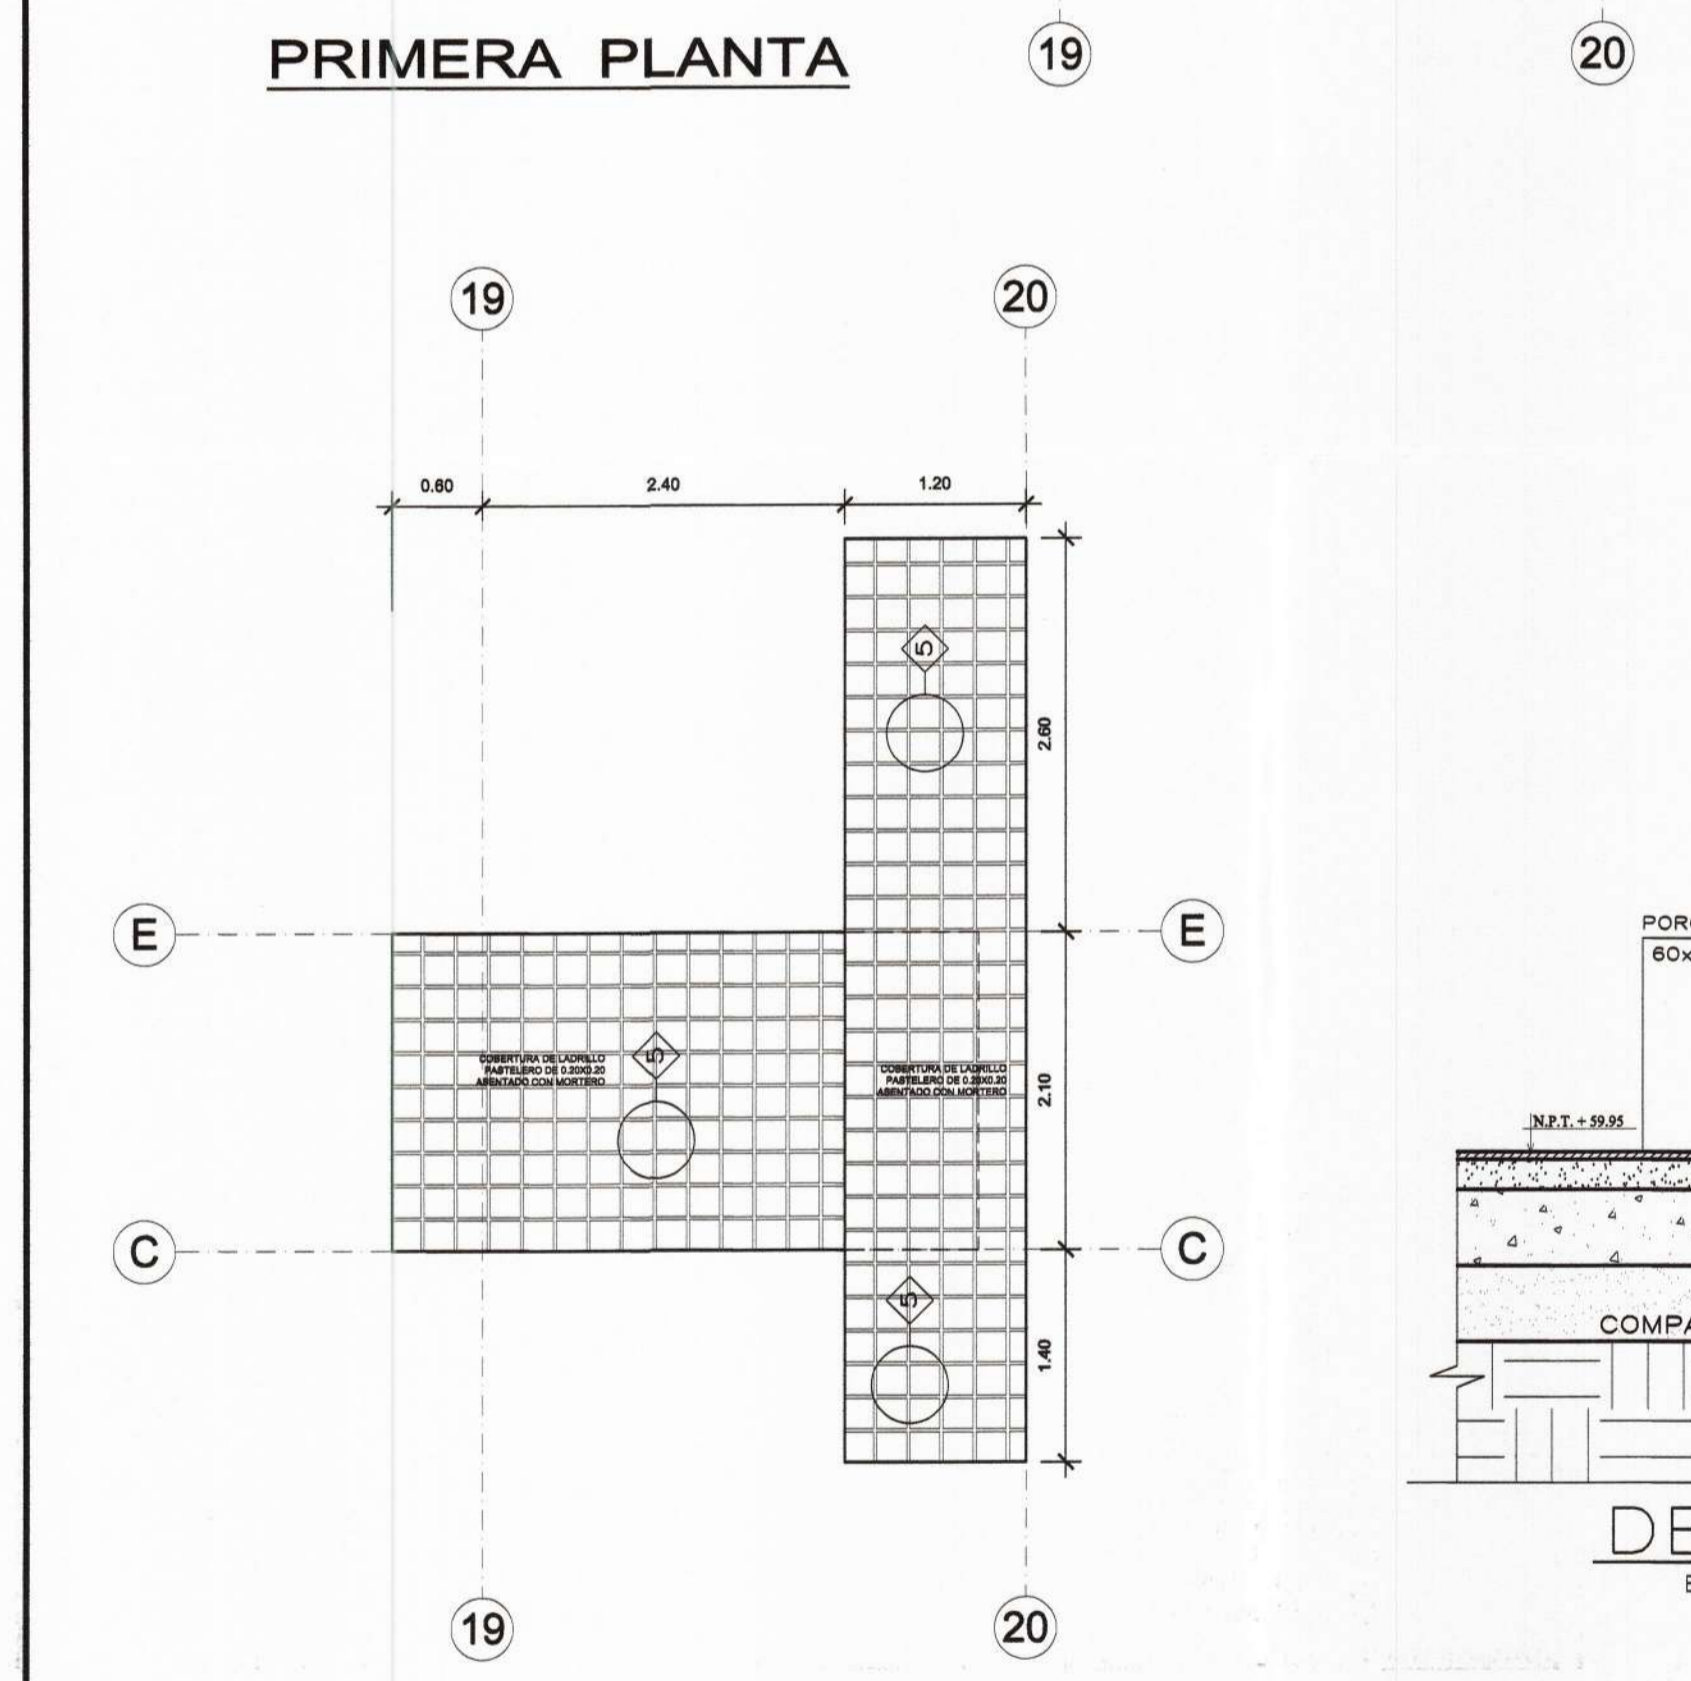 PRIMERA PLANTA
19
20
19
20
0.60
2.40
1.20
5
2.60
E
E
5
COBERTURA DE LADRILLO
PASTELERO DE 0.20X0.20
ASENTADO CON MORTERO
COBERTURA DE LADRILLO
PASTELERO DE 0.20X0.20
ASENTADO CON MORTERO
2.10
C
C
5
1.40
19
20
POR
60x
N.P.T. + 59.95
COMPA
DE
E